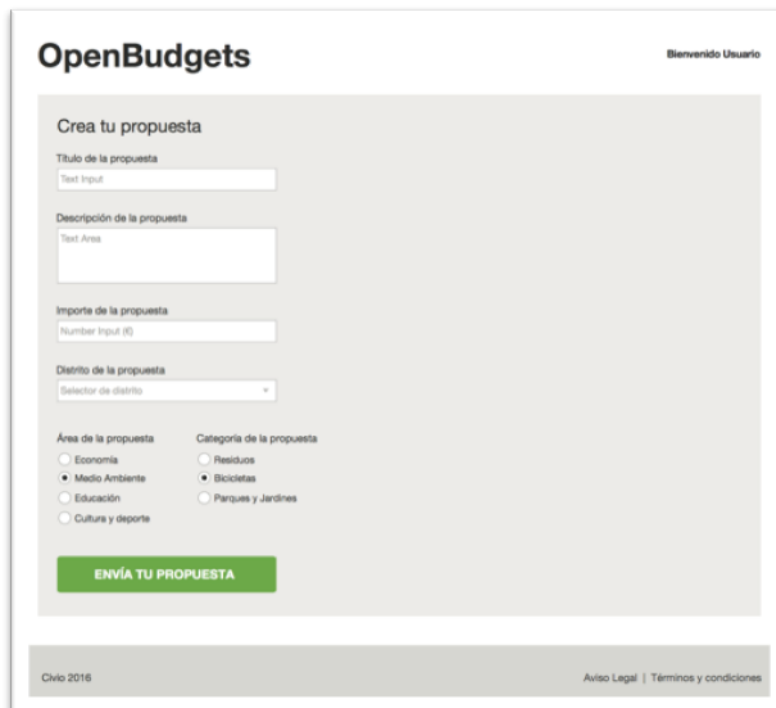 OpenBudgets
Bienvenido Usuario
Crea tu propuesta
Título de la propuesta
Text Input
Descripción de la propuesta
Text Area
Importe de la propuesta
Number Input (€)
Distrito de la propuesta
Selector de distrito
Área de la propuesta
Economía
Medio Ambiente
Educación
Cultura y deporte
Categoría de la propuesta
Residuos
Bicicletas
Parques y Jardines
ENVÍA TU PROPUESTA
Civio 2016
Aviso Legal | Términos y condiciones